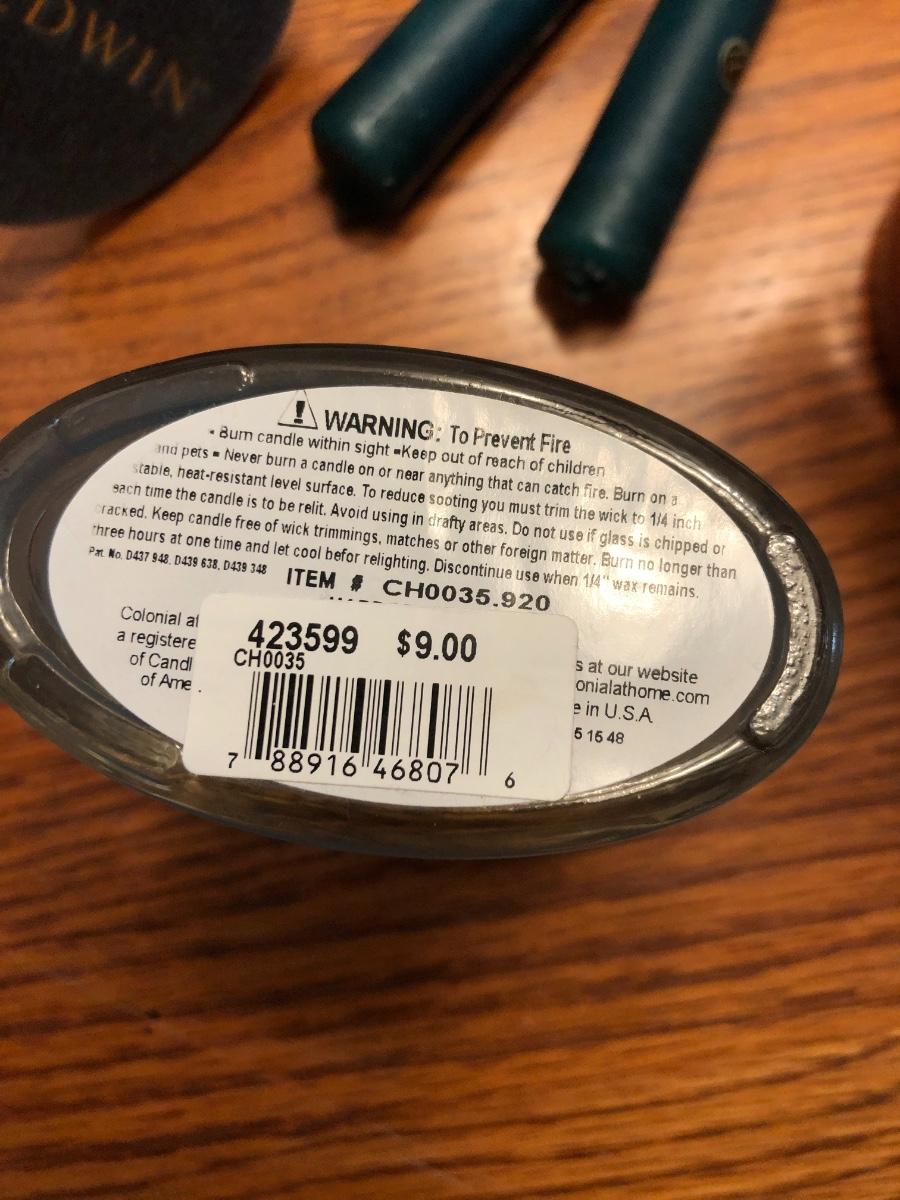 DWIN
WARNING: To Prevent Fire
▪ Burn candle within sight ▪Keep out of reach of children
and pets ▪ Never burn a candle on or near anything that can catch fire. Burn on a
stable, heat-resistant level surface. To reduce sooting you must trim the wick to 1/4 inch
each time the candle is to be relit. Avoid using in drafty areas. Do not use if glass is chipped or
cracked. Keep candle free of wick trimmings, matches or other foreign matter. Burn no longer than
three hours at one time and let cool befor relighting. Discontinue use when 1/4" wax remains.
Pat. No. D437 948, D439 638, D439 348
ITEM # CH0035.920
Colonial at
a registere
of Candl
of Ame
s at our website
onialathome.com
e in U.S.A
5 15 48
423599 $9.00
CH0035
7 88916 46807 6